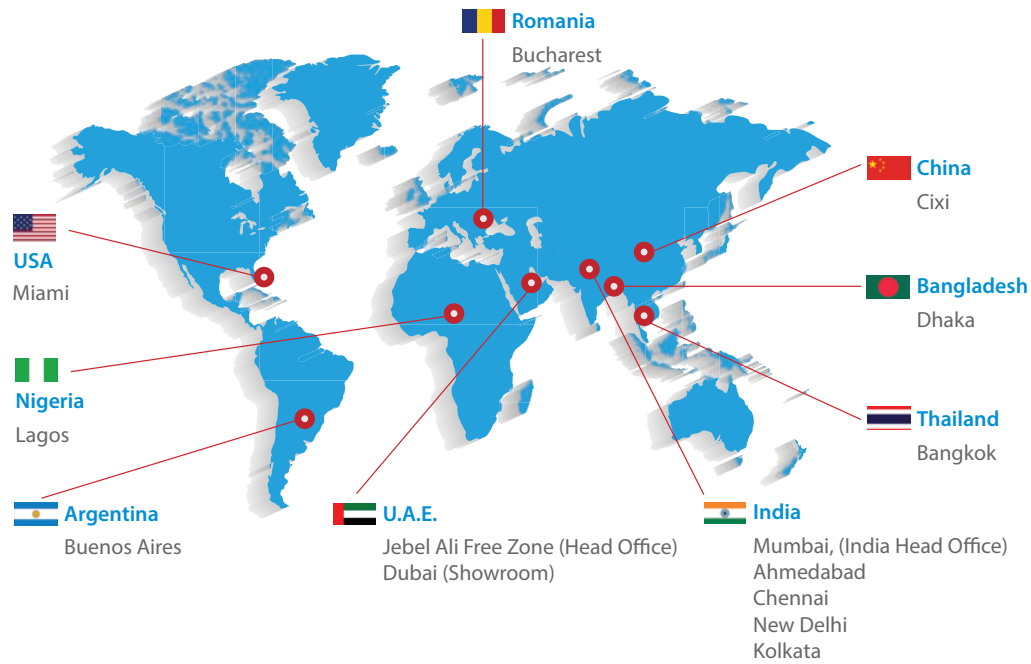 Romania
Bucharest
China
Cixi
USA
Miami
Bangladesh
Dhaka
Nigeria
Lagos
Thailand
Bangkok
Argentina
Buenos Aires
U.A.E.
Jebel Ali Free Zone (Head Office)
Dubai (Showroom)
India
Mumbai, (India Head Office)
Ahmedabad
Chennai
New Delhi
Kolkata